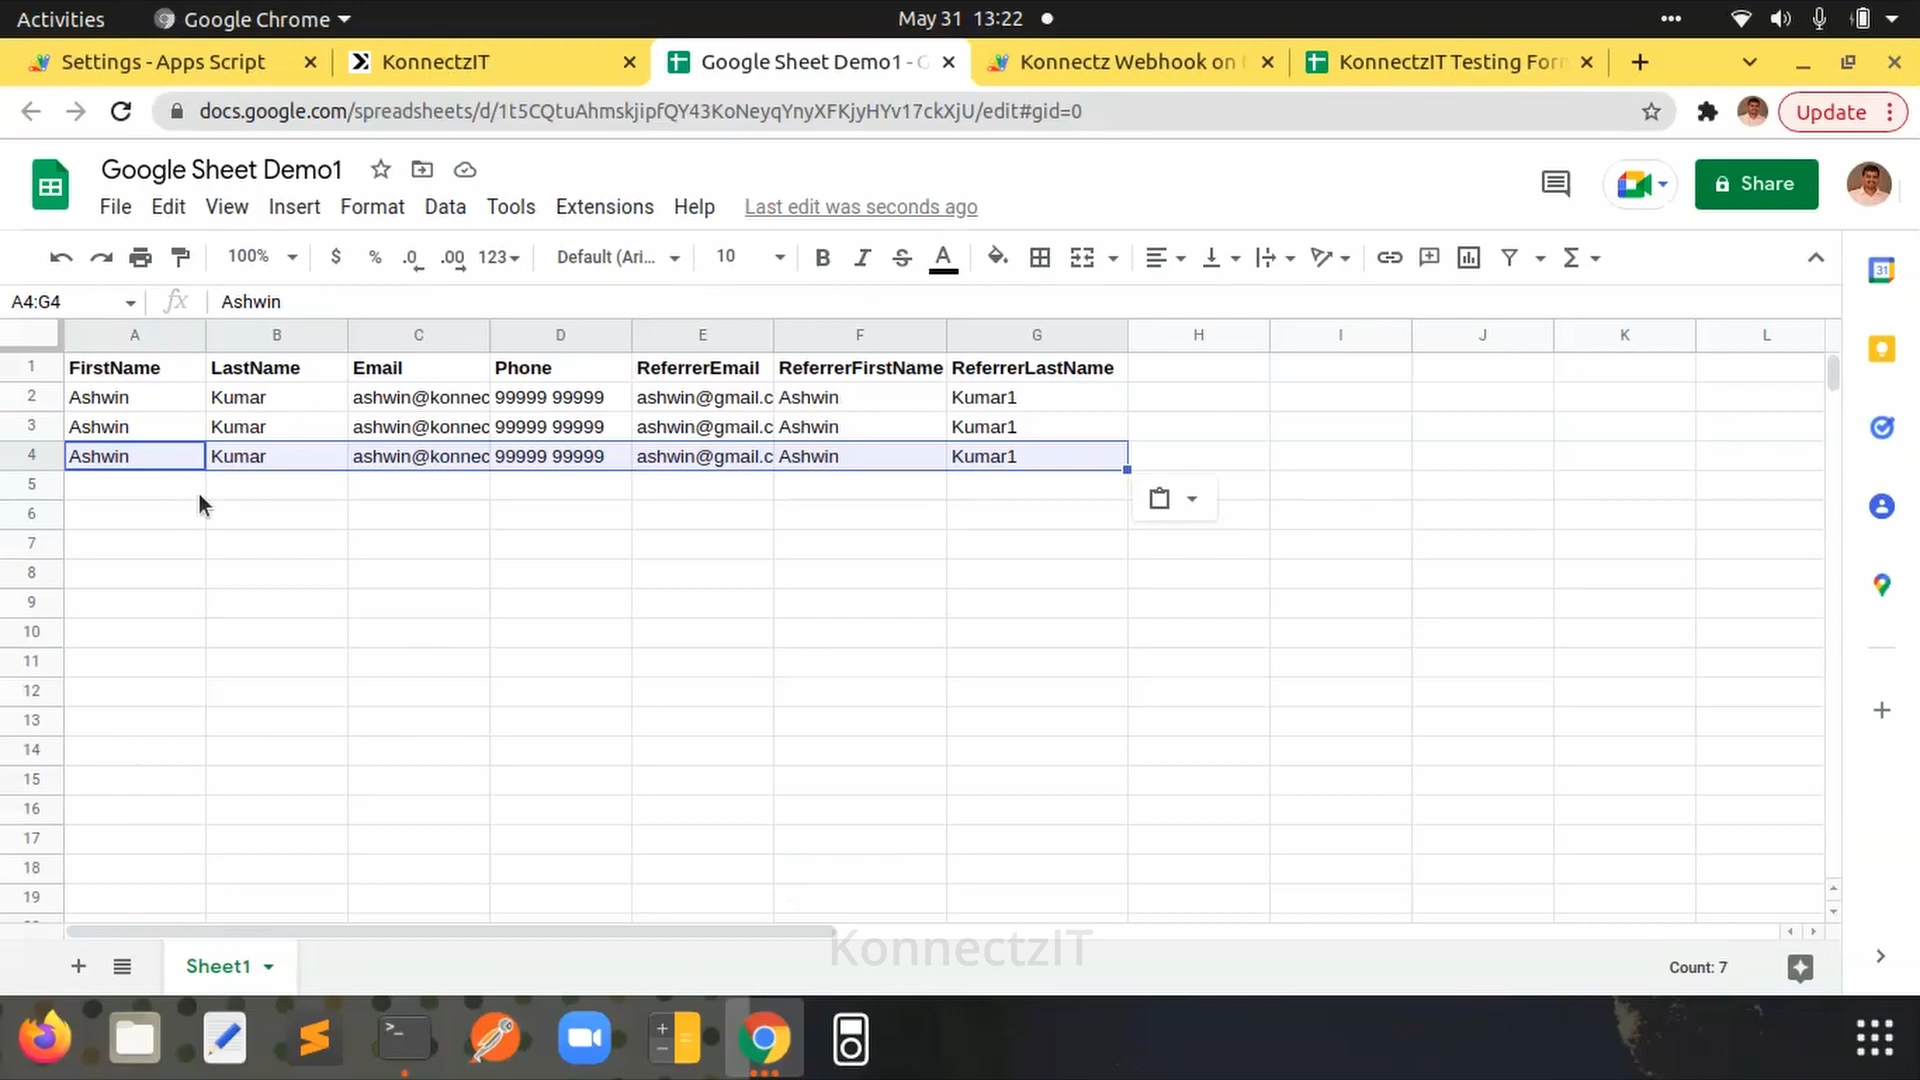 Activities Google Chrome May 31 13:22
Settings - Apps Script KonnectzIT Google Sheet Demo1 - Konnectz Webhook on KonnectzIT Testing Form
docs.google.com/spreadsheets/d/1t5CQtuAhmskjipfQY43KoNeyqYnyXFKjyHYv17ckXjU/edit#gid=0 Update
Google Sheet Demo1
Share
File Edit View Insert Format Data Tools Extensions Help Last edit was seconds ago
100% $ % .0 .00 123 Default (Ari... 10 B I S A
A4:G4 fx Ashwin
A B C D E F G H I J K L
1 FirstName LastName Email Phone ReferrerEmail ReferrerFirstName ReferrerLastName
2 Ashwin Kumar ashwin@konnec 99999 99999 ashwin@gmail.c Ashwin Kumar1
3 Ashwin Kumar ashwin@konnec 99999 99999 ashwin@gmail.c Ashwin Kumar1
4 Ashwin Kumar ashwin@konnec 99999 99999 ashwin@gmail.c Ashwin Kumar1
5
6
7
8
9
10
11
12
13
14
15
16
17
18
19
KonnectzIT
Sheet1 Count: 7
31